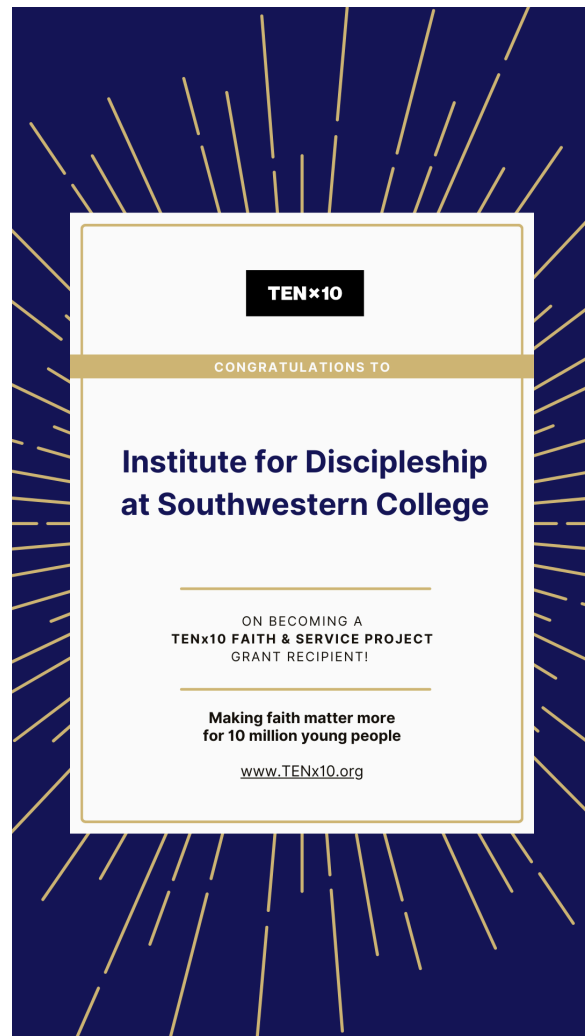 TEN×10
CONGRATULATIONS TO
Institute for Discipleship
at Southwestern College
ON BECOMING A
TENx10 FAITH & SERVICE PROJECT
GRANT RECIPIENT!
Making faith matter more
for 10 million young people
www.TENx10.org